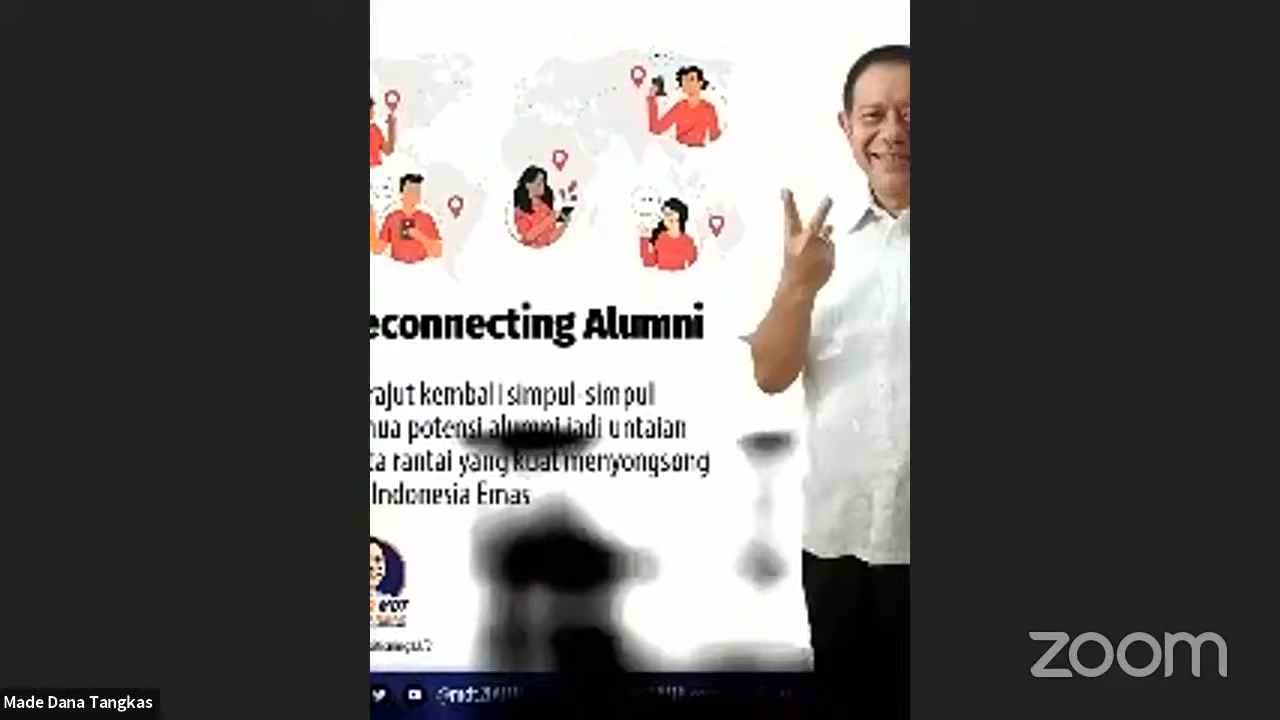 econnecting Alumni
rajut kembali simpul-simpul
nua potensi alumni jadi untaian
ta rantai yang kuat menyongsong
Indonesia Emas
MDT
zoom
Made Dana Tangkas